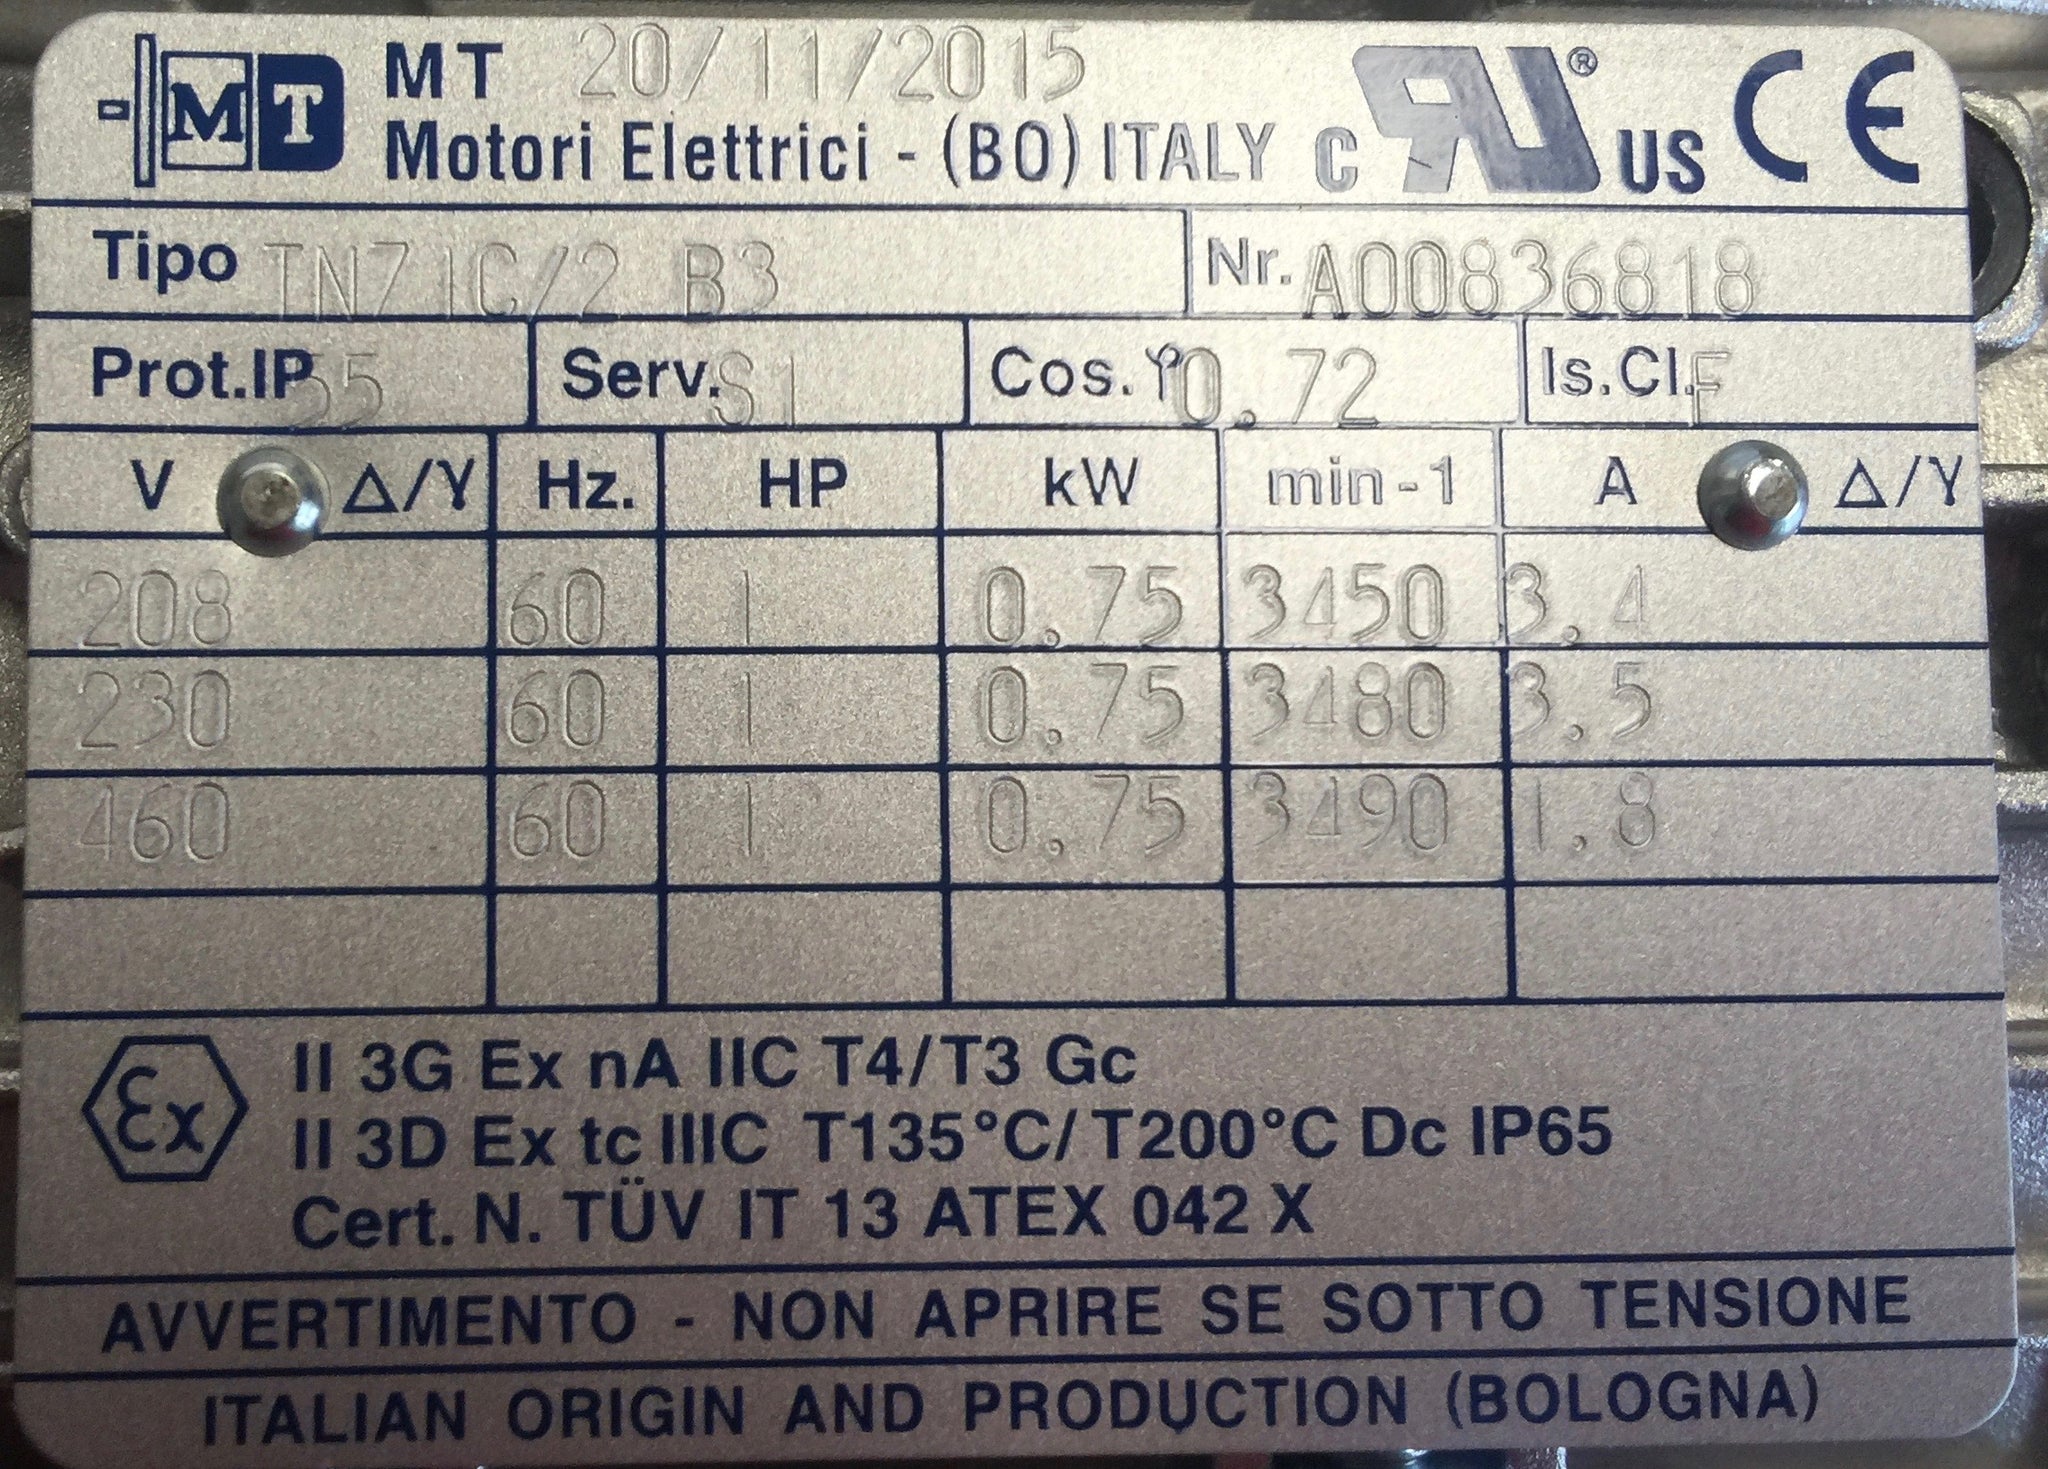 MT MT 20/11/2015
Motori Elettrici - (BO) ITALY C RU® US CE
Tipo TN71C/2 B3 Nr. A00836818
Prot.IP 55 Serv. S1 Cos.φ 0.72 Is.Cl. F
V Δ/Y Hz. HP kW min-1 A Δ/Y
208 60 1 0.75 3450 3.4
230 60 1 0.75 3480 3.5
460 60 1 0.75 3490 1.8
Ex II 3G Ex nA IIC T4/T3 Gc
II 3D Ex tc IIIC T135°C/T200°C Dc IP65
Cert. N. TÜV IT 13 ATEX 042 X
AVVERTIMENTO - NON APRIRE SE SOTTO TENSIONE
ITALIAN ORIGIN AND PRODUCTION (BOLOGNA)